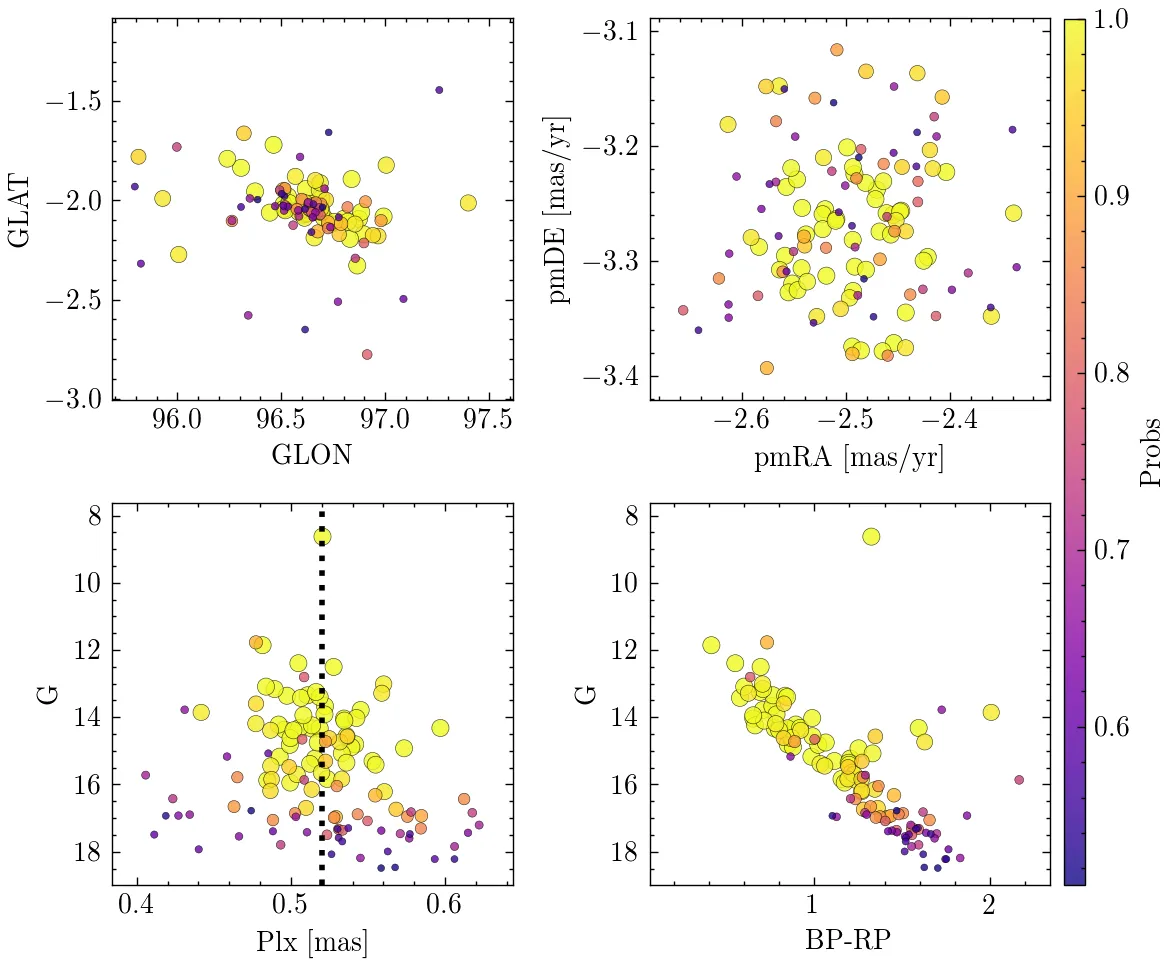 −1.5
−2.0
−2.5
−3.0
GLAT
96.0 96.5 97.0 97.5
GLON
−3.1
−3.2
−3.3
−3.4
pmDE [mas/yr]
−2.6 −2.5 −2.4
pmRA [mas/yr]
8
10
12
14
16
18
G
0.4 0.5 0.6
Plx [mas]
8
10
12
14
16
18
G
1 2
BP-RP
1.0
0.9
0.8
0.7
0.6
Probs